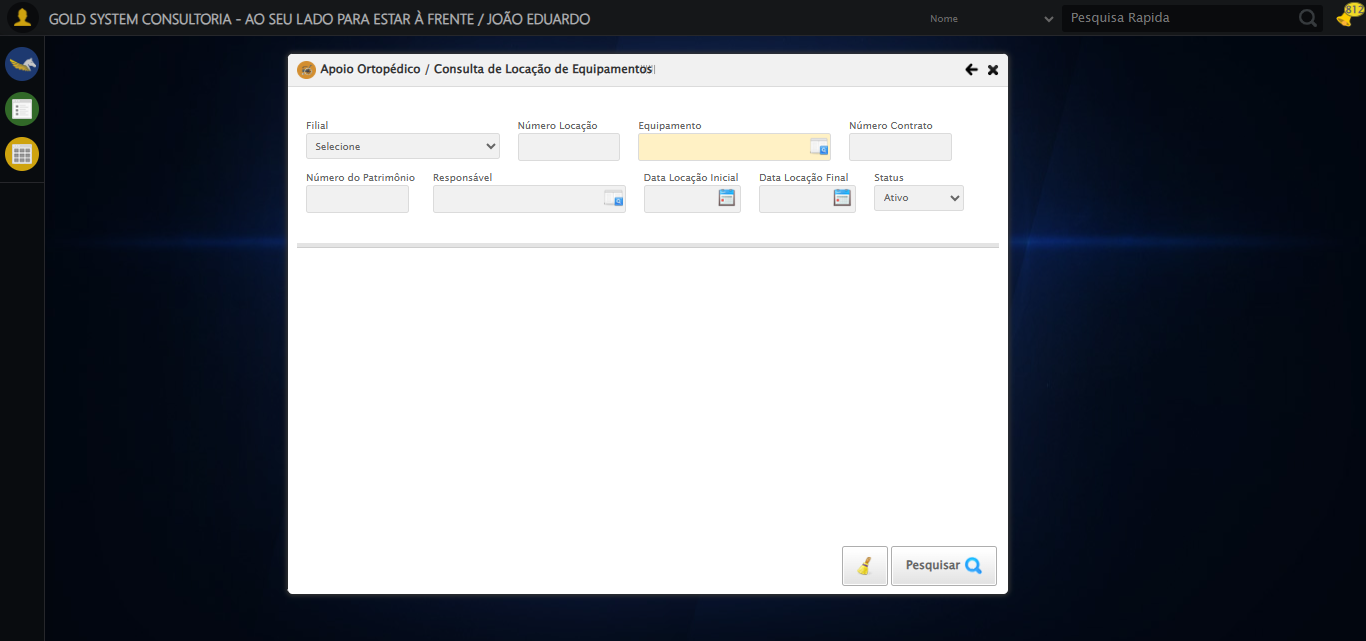 GOLD SYSTEM CONSULTORIA - AO SEU LADO PARA ESTAR À FRENTE / JOÃO EDUARDO
Nome
Pesquisa Rapida
812
Apoio Ortopédico / Consulta de Locação de Equipamento
Filial
Número Locação
Equipamento
Número Contrato
Selecione
Número do Patrimônio
Responsável
Data Locação Inicial
Data Locação Final
Status
Ativo
Pesquisar